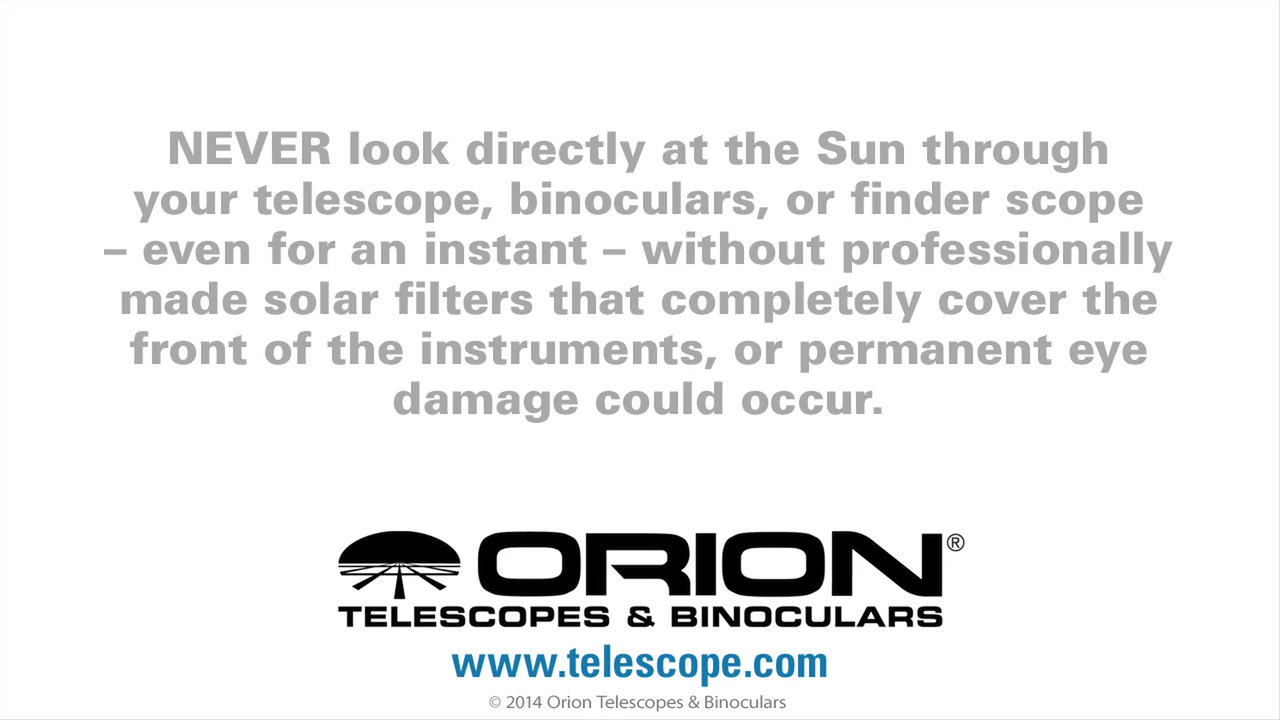 NEVER look directly at the Sun through
your telescope, binoculars, or finder scope
– even for an instant – without professionally
made solar filters that completely cover the
front of the instruments, or permanent eye
damage could occur.
ORION®
TELESCOPES & BINOCULARS
www.telescope.com
© 2014 Orion Telescopes & Binoculars